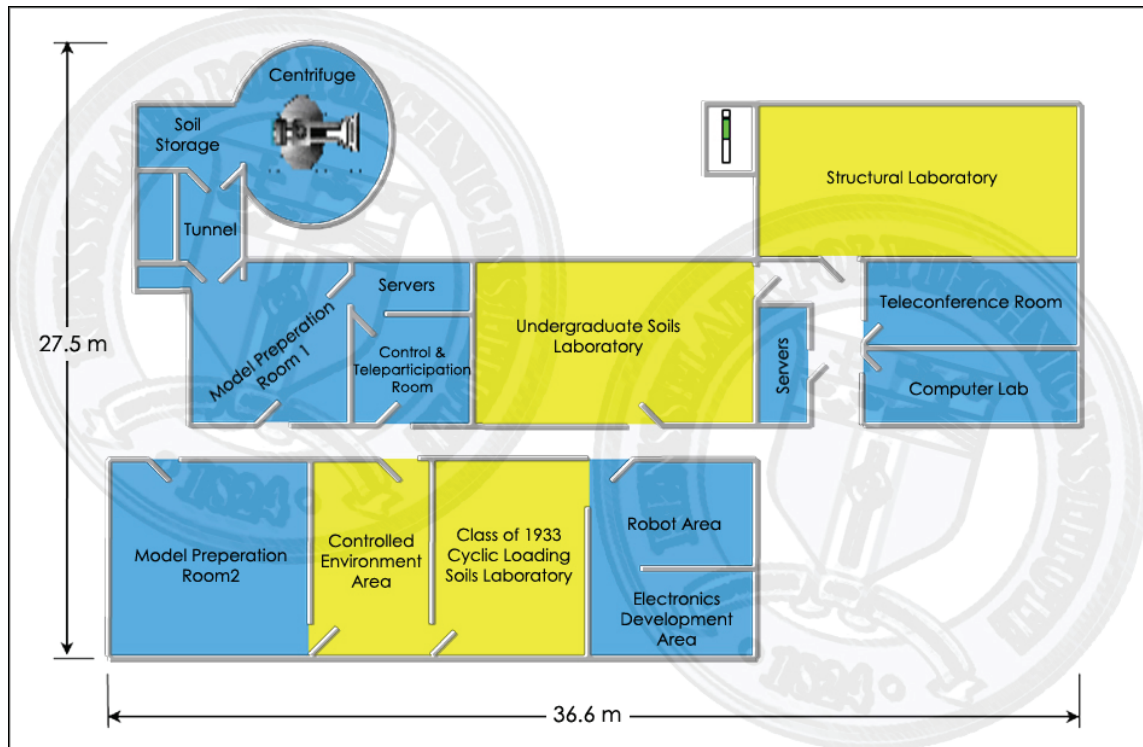 Centrifuge
Soil
Storage
Structural Laboratory
Tunnel
Servers
Teleconference Room
27.5 m
Model Preparation
Room 1
Undergraduate Soils
Laboratory
Control &
Teleparticipation
Room
Servers
Computer Lab
Model Preperation
Room2
Controlled
Environment
Area
Class of 1933
Cyclic Loading
Soils Laboratory
Robot Area
Electronics
Development
Area
36.6 m